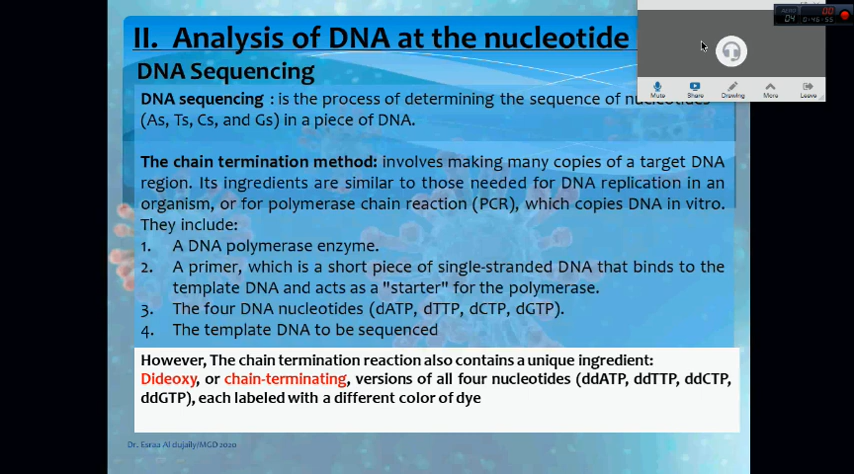 II. Analysis of DNA at the nucleotide
DNA Sequencing
DNA sequencing : is the process of determining the sequence of nucleotides
(As, Ts, Cs, and Gs) in a piece of DNA.
The chain termination method: involves making many copies of a target DNA
region. Its ingredients are similar to those needed for DNA replication in an
organism, or for polymerase chain reaction (PCR), which copies DNA in vitro.
They include:
1. A DNA polymerase enzyme.
2. A primer, which is a short piece of single-stranded DNA that binds to the
template DNA and acts as a "starter" for the polymerase.
3. The four DNA nucleotides (dATP, dTTP, dCTP, dGTP).
4. The template DNA to be sequenced
However, The chain termination reaction also contains a unique ingredient:
Dideoxy, or chain-terminating, versions of all four nucleotides (ddATP, ddTTP, ddCTP,
ddGTP), each labeled with a different color of dye
Dr. Esraa Al dujaily/MGD 2020
Mute Share Drawing More Leave
AUTO 00
04 0:45:55